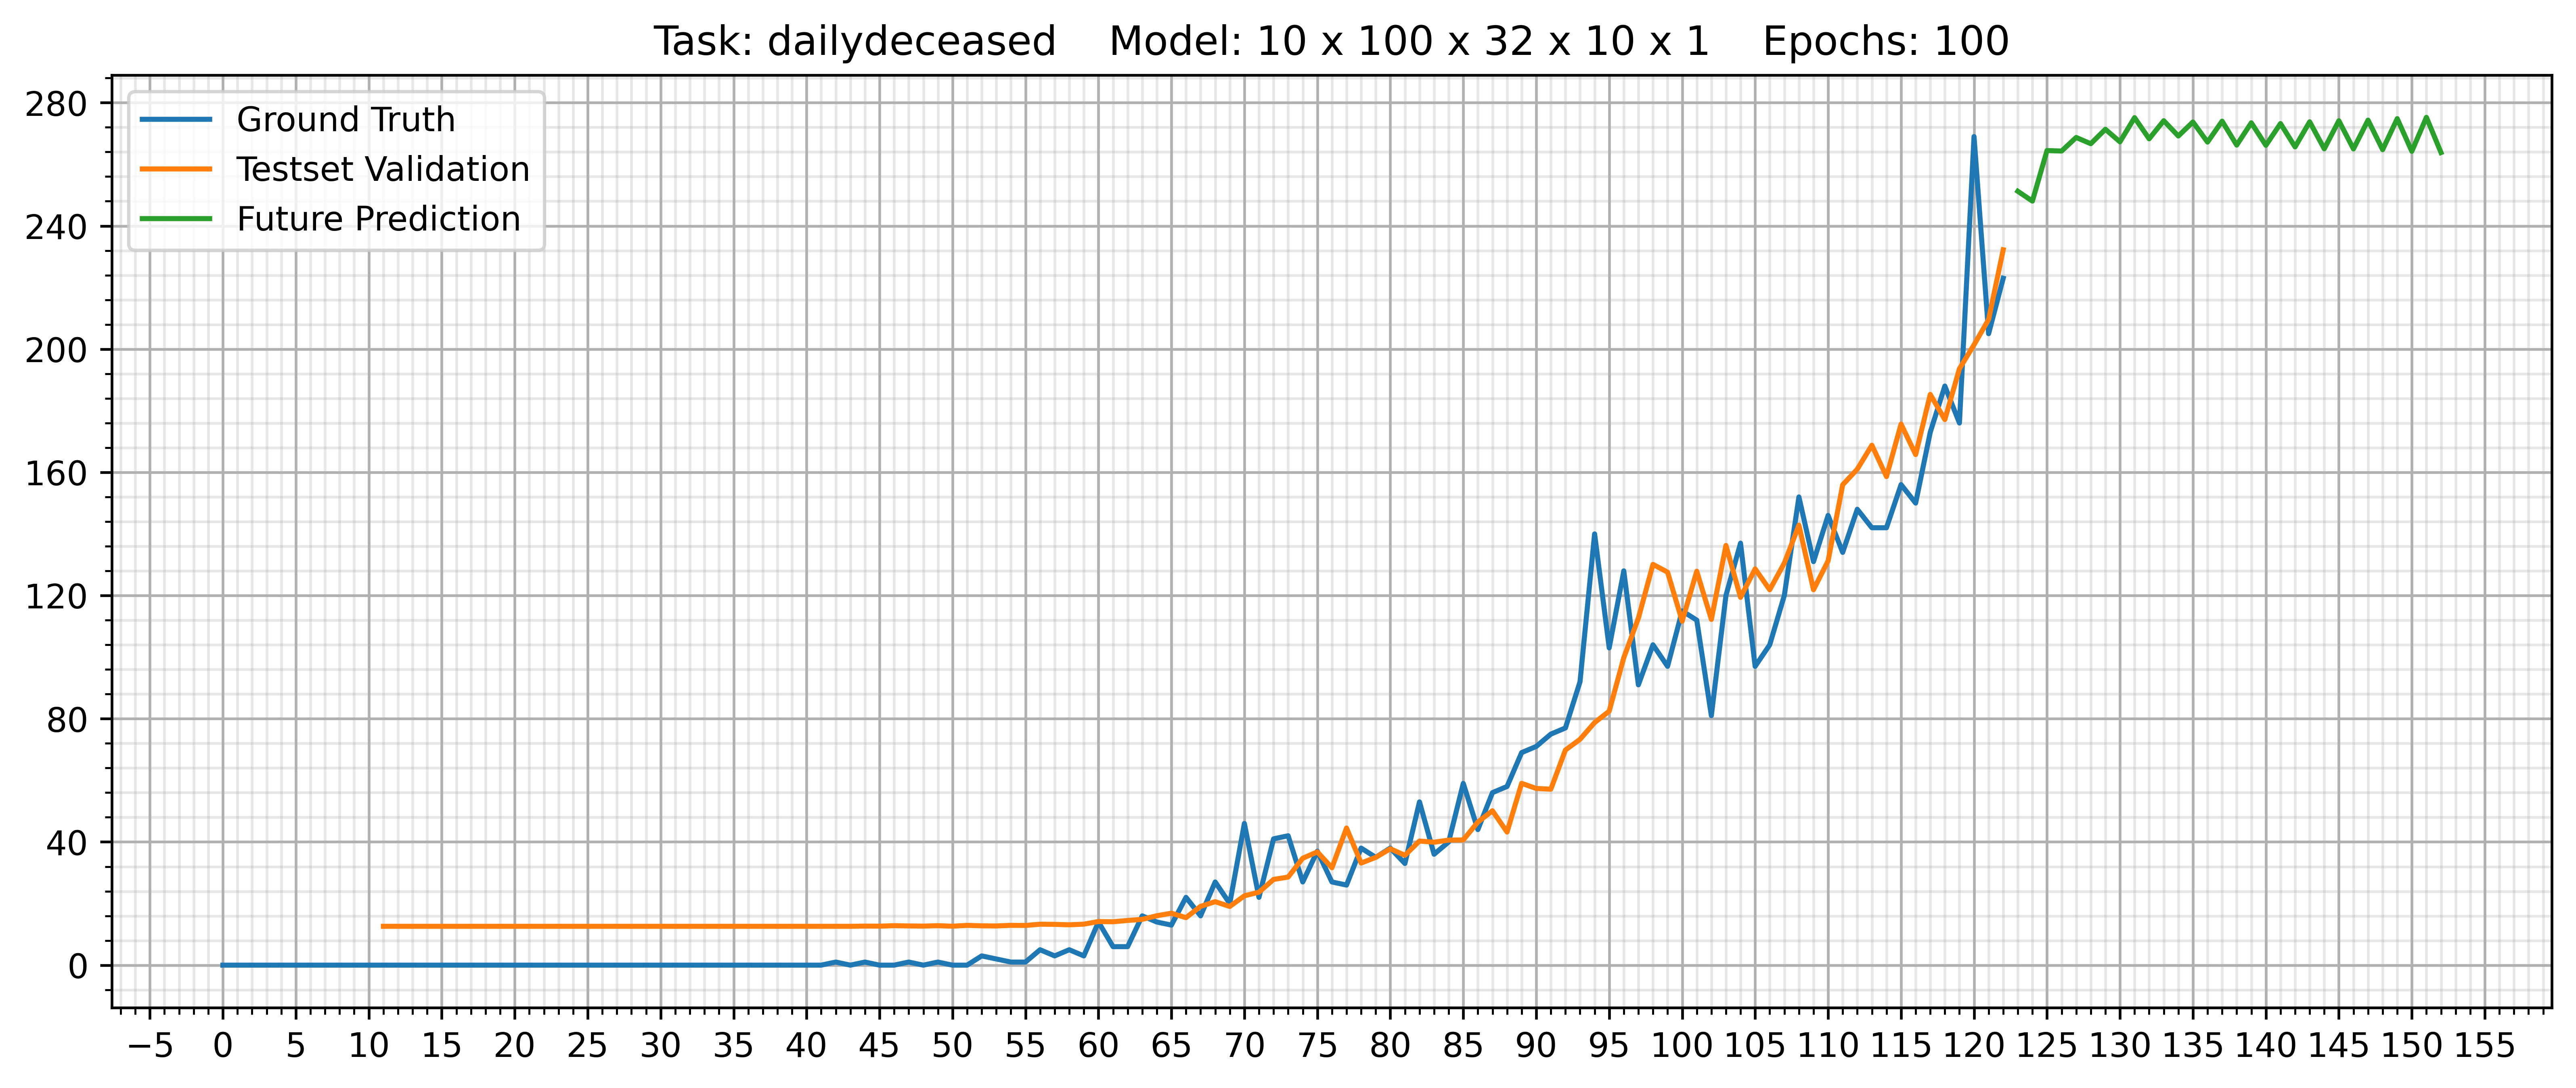 Task: dailydeceased    Model: 10 x 100 x 32 x 10 x 1    Epochs: 100
Ground Truth
Testset Validation
Future Prediction
280
240
200
160
120
80
40
0
−5 0 5 10 15 20 25 30 35 40 45 50 55 60 65 70 75 80 85 90 95 100 105 110 115 120 125 130 135 140 145 150 155